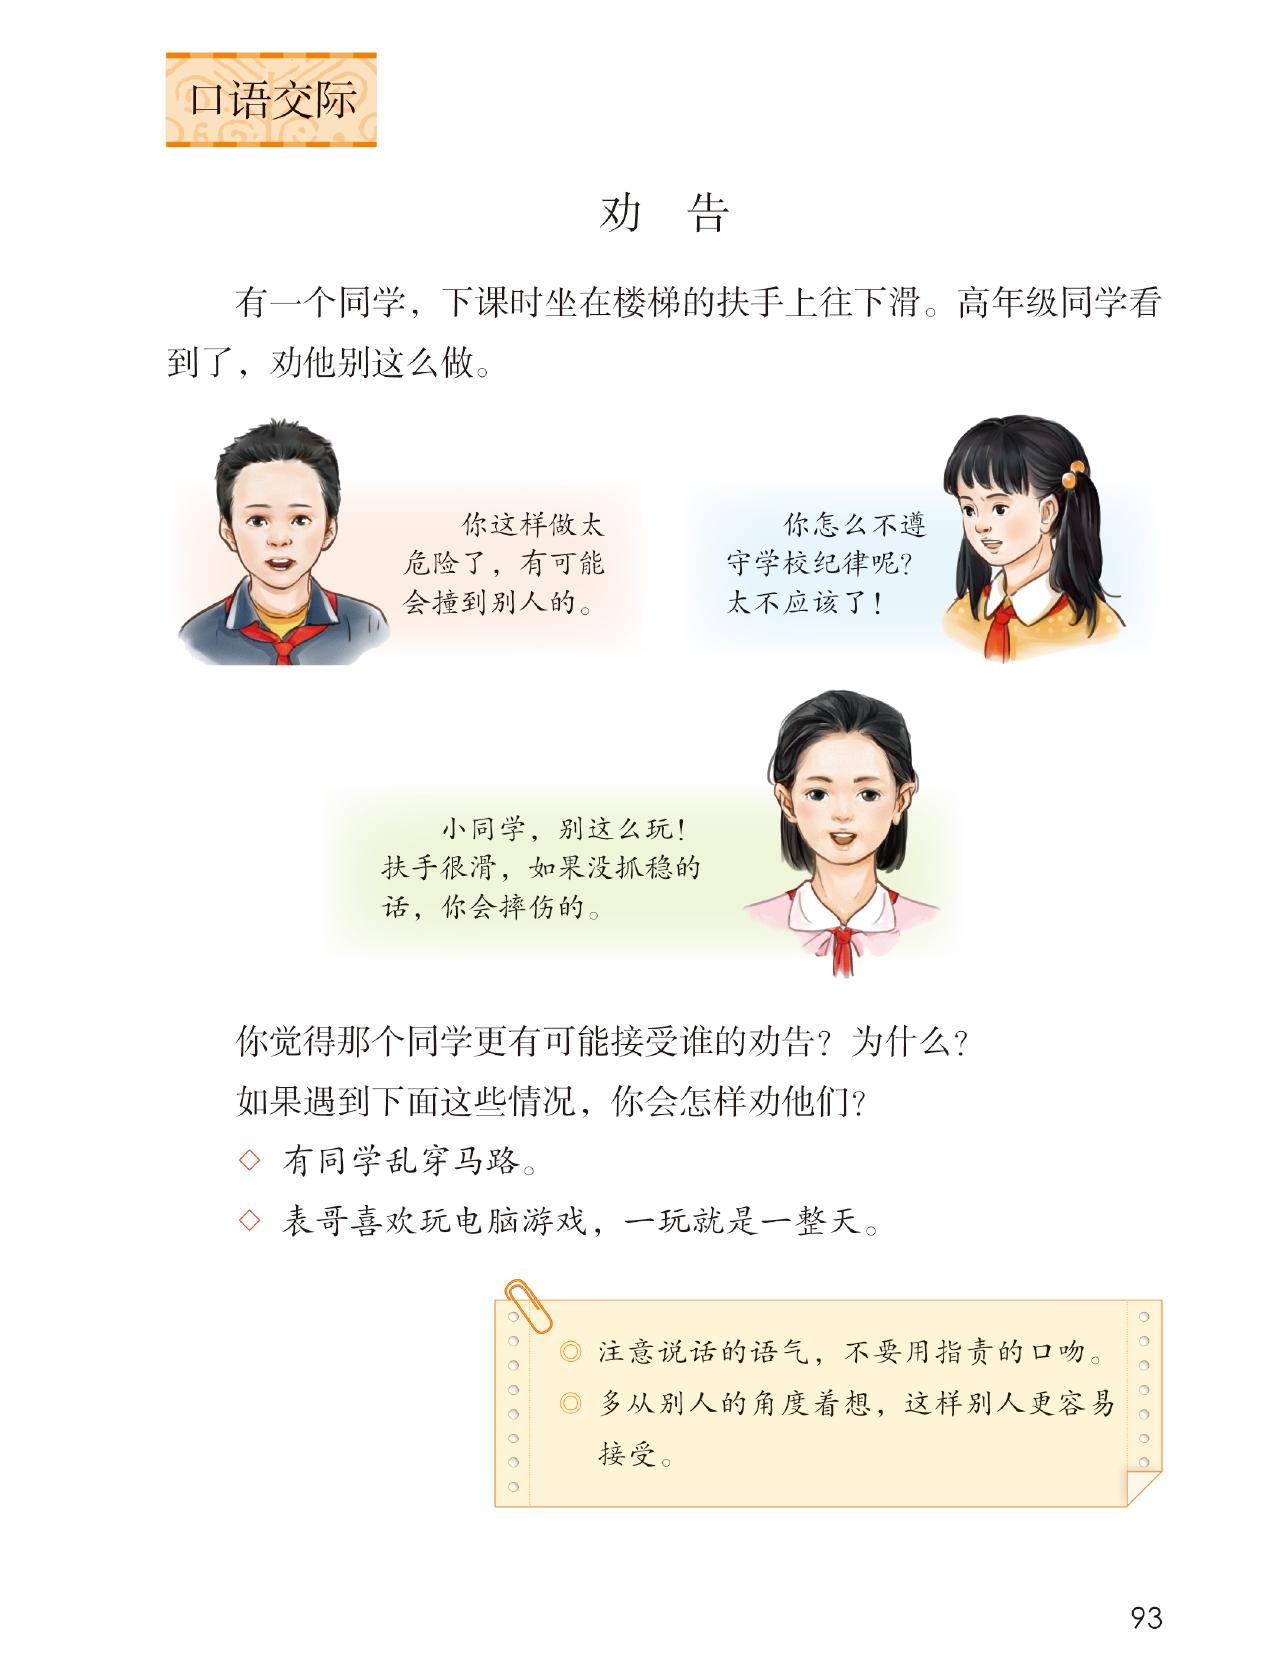 口语交际
劝 告
有一个同学，下课时坐在楼梯的扶手上往下滑。高年级同学看
到了，劝他别这么做。
你这样做太
危险了，有可能
会撞到别人的。
你怎么不遵
守学校纪律呢？
太不应该了！
小同学，别这么玩！
扶手很滑，如果没抓稳的
话，你会摔伤的。
你觉得那个同学更有可能接受谁的劝告？为什么？
如果遇到下面这些情况，你会怎样劝他们？
◇ 有同学乱穿马路。
◇ 表哥喜欢玩电脑游戏，一玩就是一整天。
◎ 注意说话的语气，不要用指责的口吻。
◎ 多从别人的角度着想，这样别人更容易
接受。
93